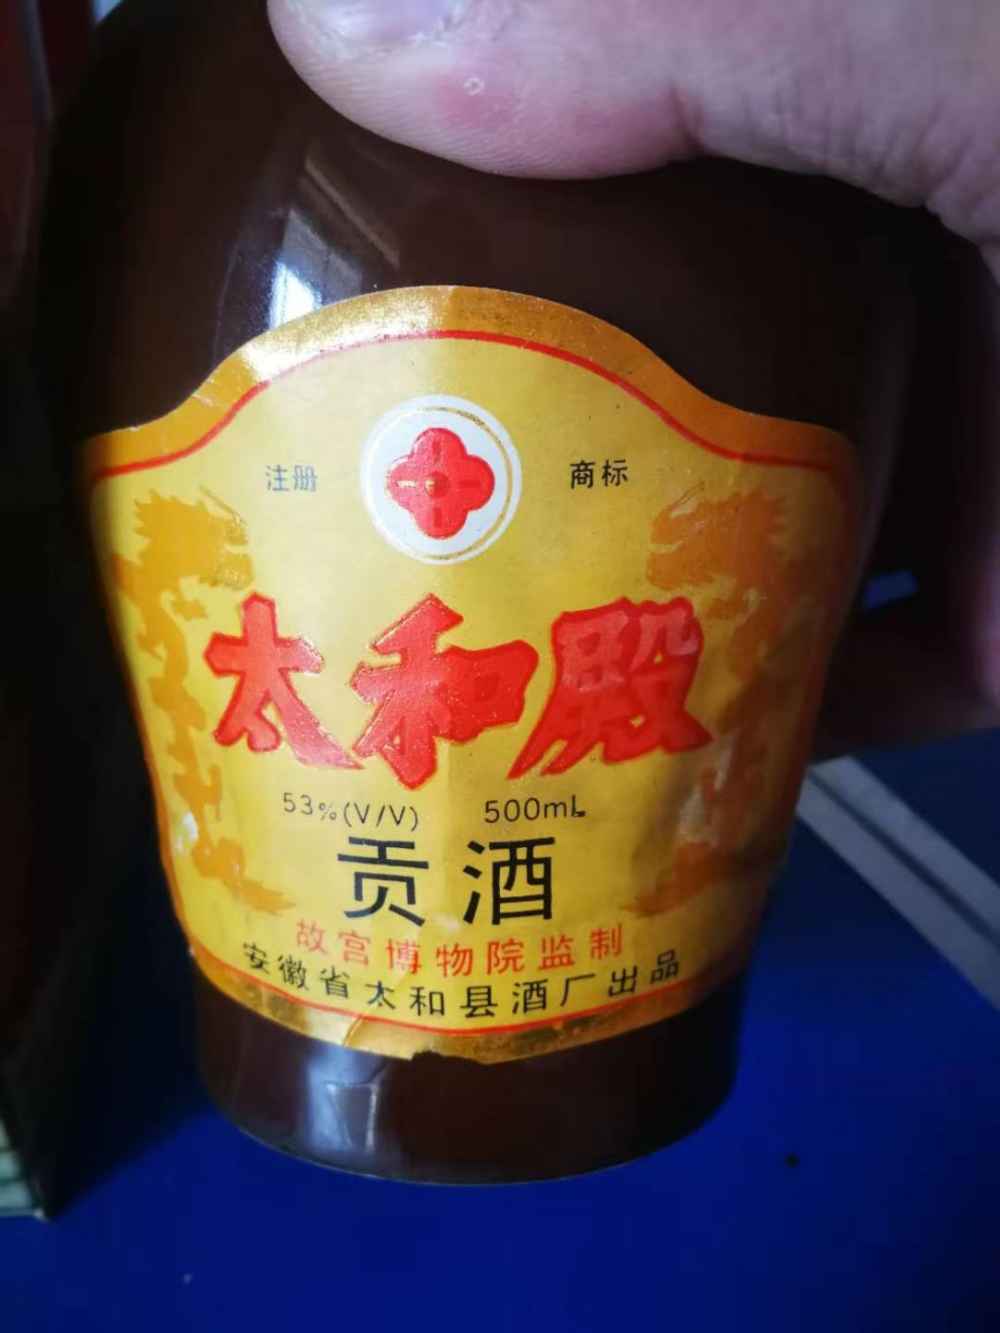 注册 商标
太和殿
53%(V/V) 500mL
贡酒
故宫博物院监制
安徽省太和县酒厂出品